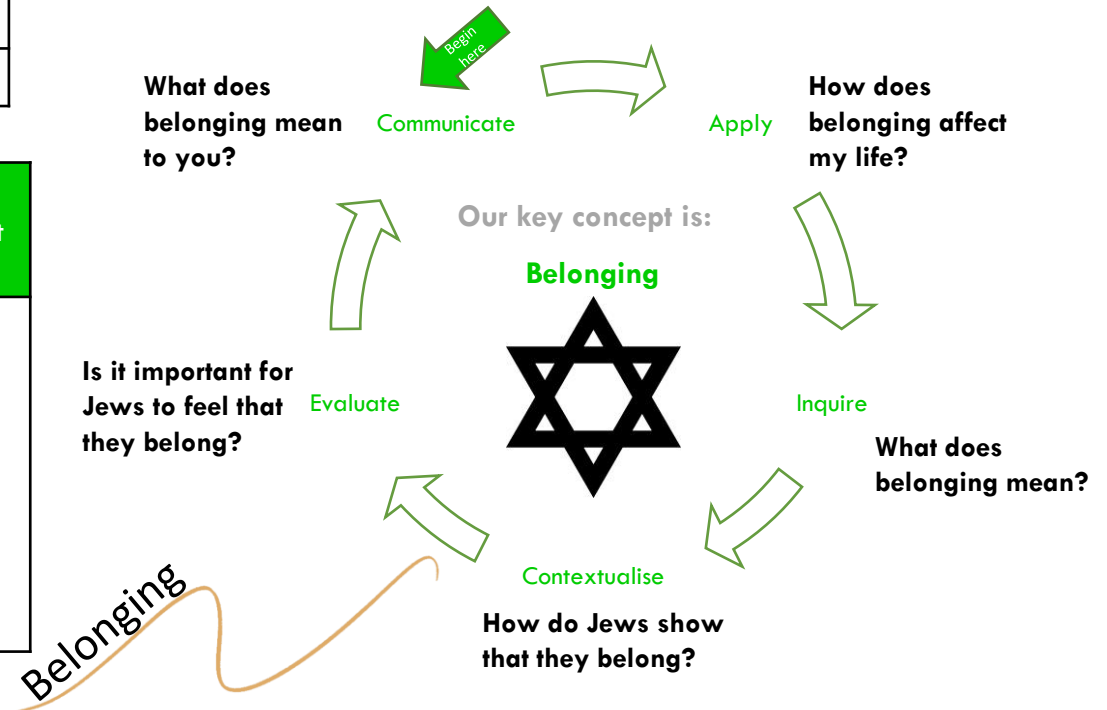 Begin
here
What does
belonging mean
to you?
Communicate
Apply
How does
belonging affect
my life?
Our key concept is:
Belonging
Is it important for
Jews to feel that
they belong?
Evaluate
Inquire
What does
belonging mean?
Contextualise
How do Jews show
that they belong?
Belonging
t